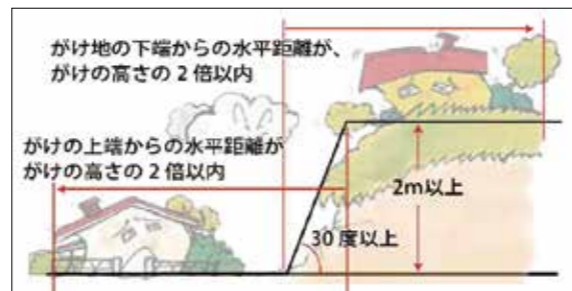 がけ地の下端からの水平距離が、
がけの高さの2倍以内
がけの上端からの水平距離が
がけの高さの2倍以内
2m以上
30度以上